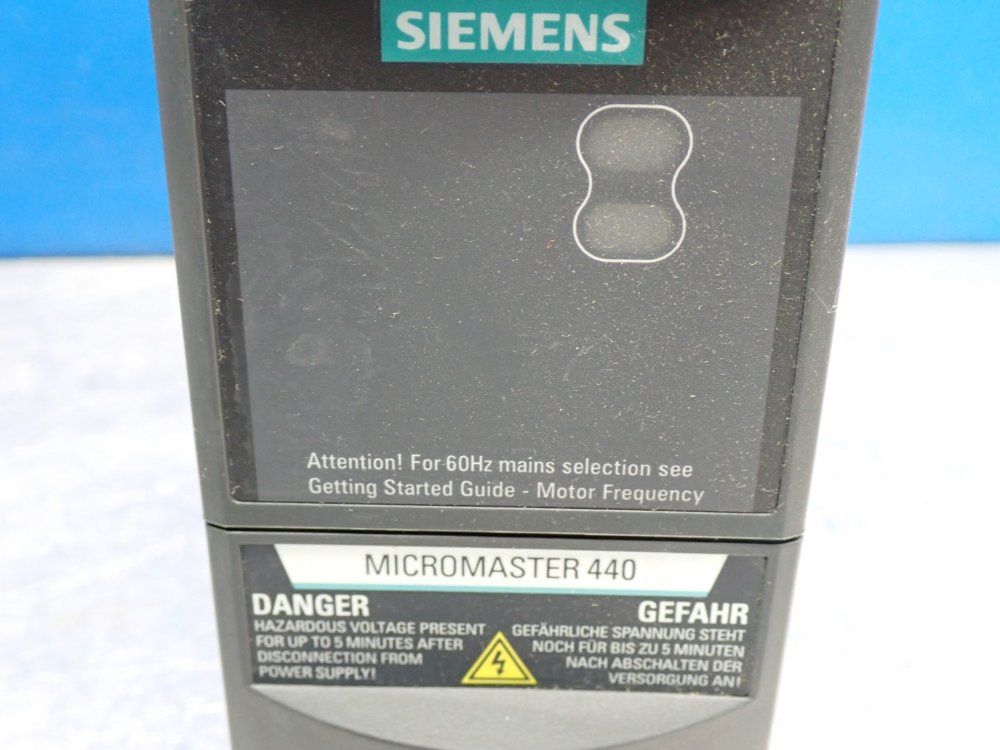 SIEMENS
Attention! For 60Hz mains selection see
Getting Started Guide - Motor Frequency
MICROMASTER 440
DANGER
HAZARDOUS VOLTAGE PRESENT
FOR UP TO 5 MINUTES AFTER
DISCONNECTION FROM
POWER SUPPLY!
GEFAHR
GEFÄHRLICHE SPANNUNG STEHT
NOCH FÜR BIS ZU 5 MINUTEN
NACH ABSCHALTEN DER
VERSORGUNG AN!